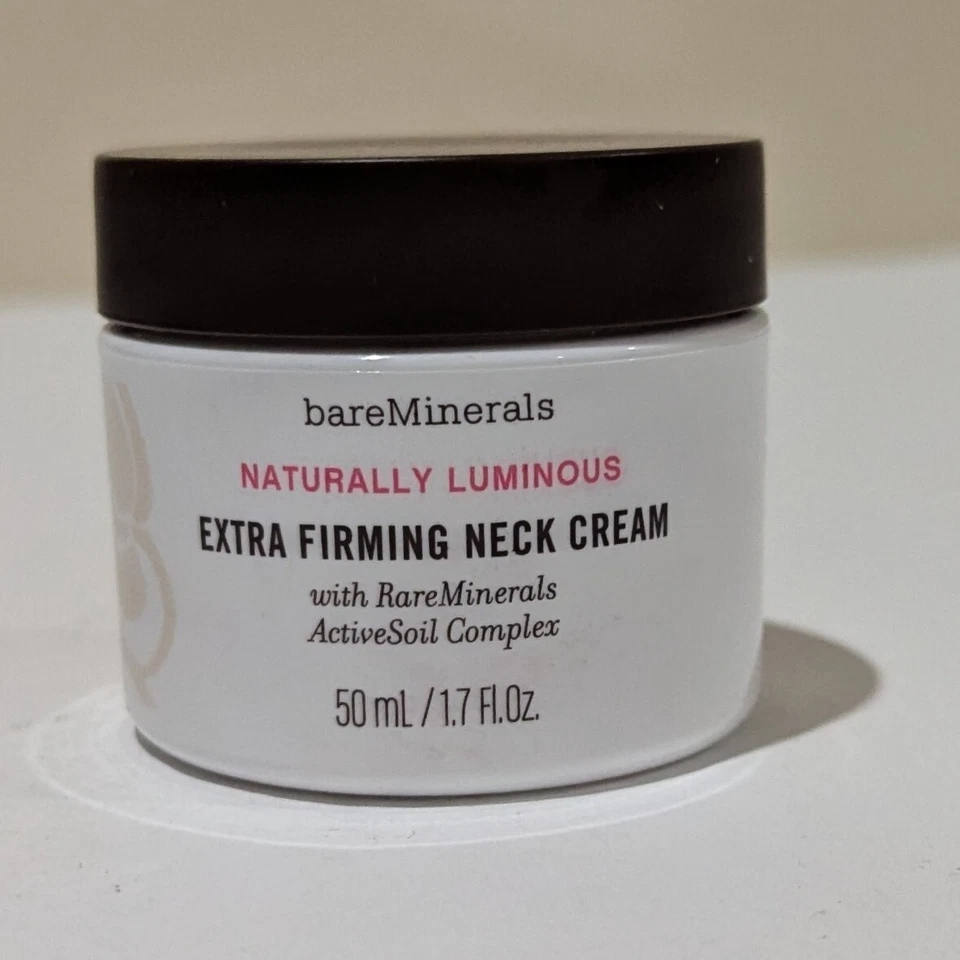 bareMinerals
NATURALLY LUMINOUS
EXTRA FIRMING NECK CREAM
with RareMinerals
ActiveSoil Complex
50 mL / 1.7 Fl.Oz.